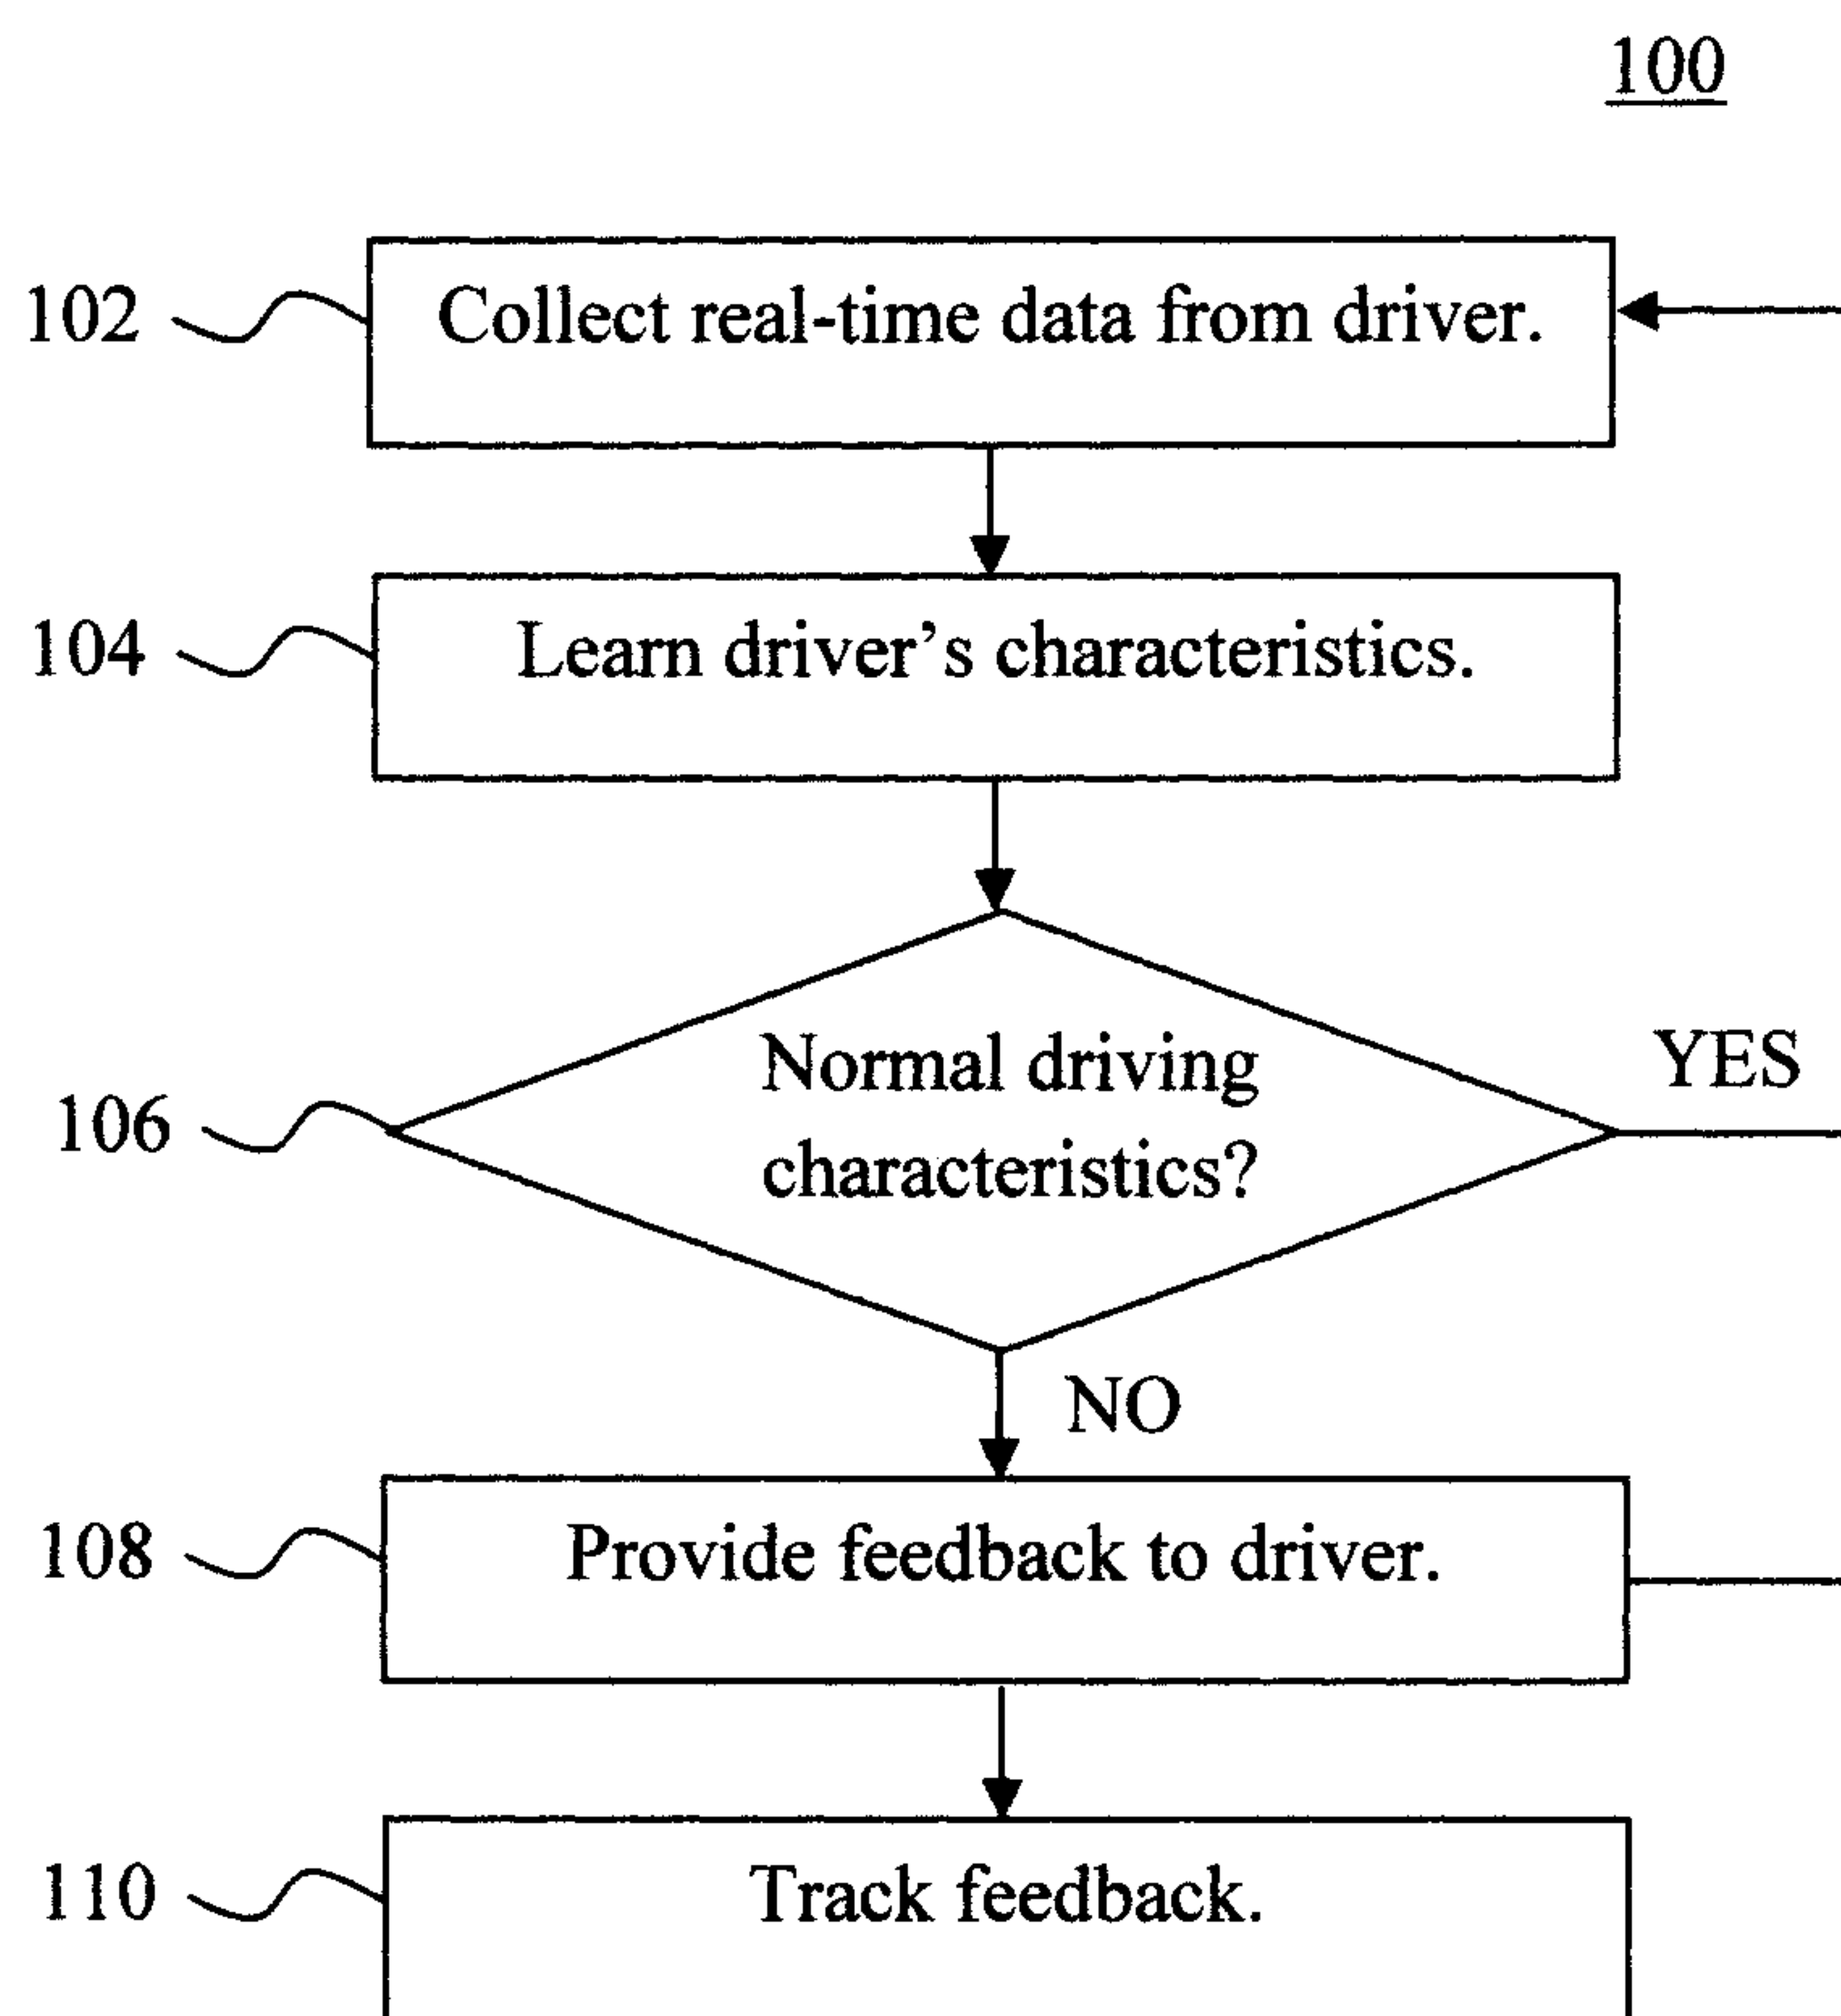 100
102
Collect real-time data from driver.
104
Learn driver’s characteristics.
106
Normal driving
characteristics?
YES
NO
108
Provide feedback to driver.
110
Track feedback.